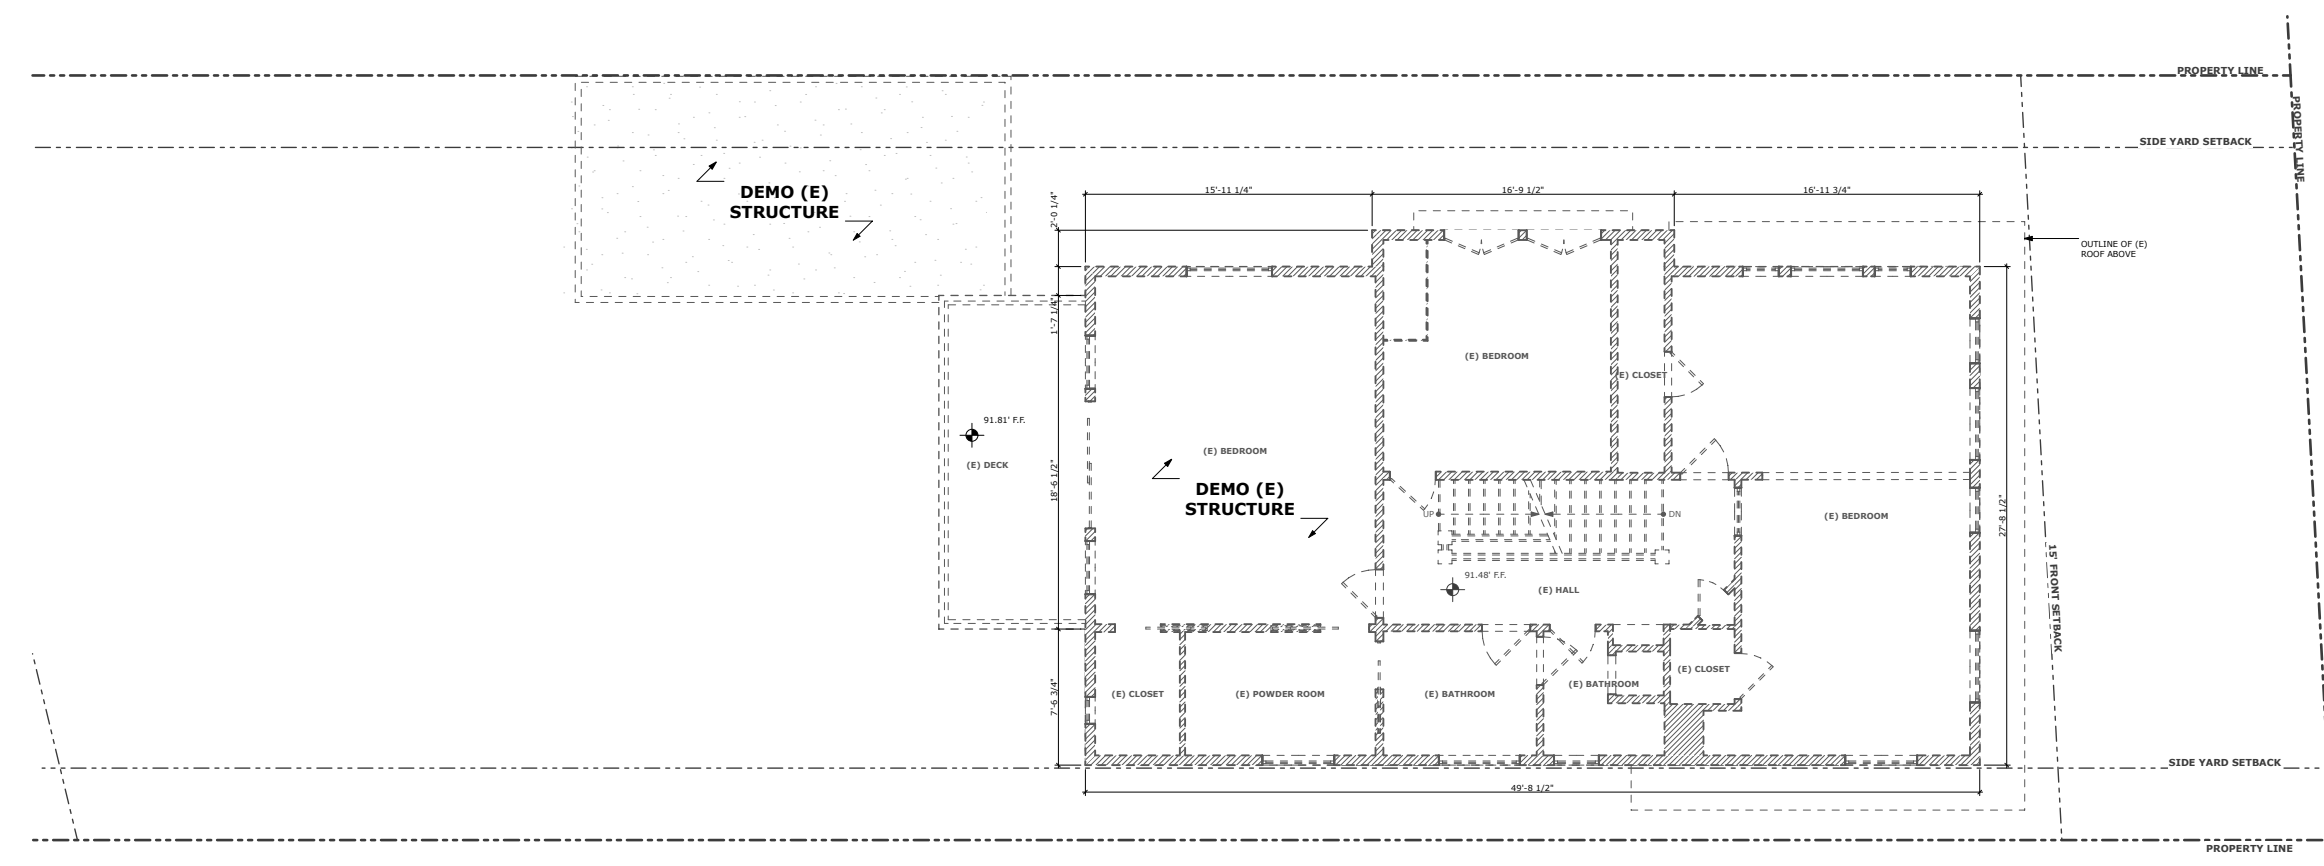 PROPERTY LINE
PROPERTY LINE
SIDE YARD SETBACK
DEMO (E)
STRUCTURE
15'-11 1/4"
16'-9 1/2"
16'-11 3/4"
2'-0 1/4"
OUTLINE OF (E)
ROOF ABOVE
1'-7 1/4"
(E) BEDROOM
(E) CLOSET
91.81' F.F.
(E) DECK
18'-6 1/2"
(E) BEDROOM
DEMO (E)
STRUCTURE
UP
DN
(E) BEDROOM
27'-8 1/2"
91.48' F.F.
(E) HALL
15' FRONT SETBACK
7'-6 3/4"
(E) CLOSET
(E) POWDER ROOM
(E) BATHROOM
(E) BATHROOM
(E) CLOSET
SIDE YARD SETBACK
49'-8 1/2"
PROPERTY LINE